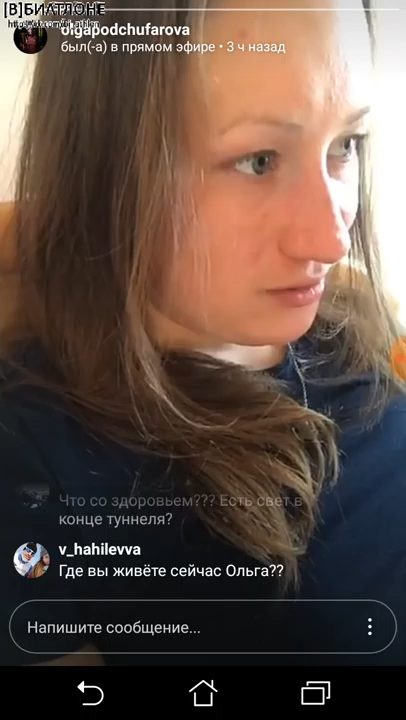 [В]БИАТЛОНЕ
olgapodchufarova
был(-а) в прямом эфире • 3 ч назад
Что со здоровьем??? Есть свет в
конце туннеля?
v_hahilevva
Где вы живёте сейчас Ольга??
Напишите сообщение...